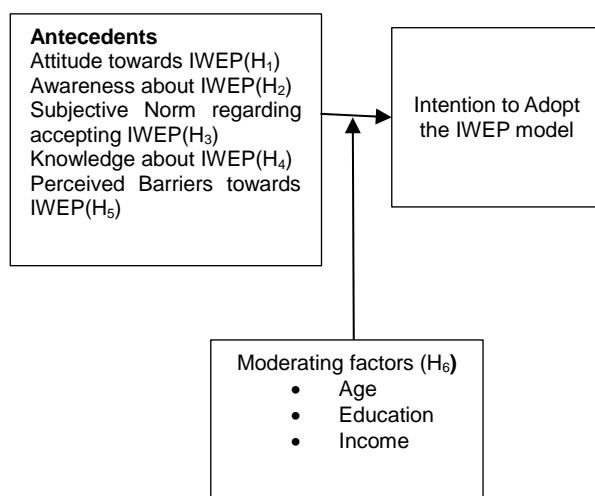 Antecedents
Attitude towards IWEP(H₁)
Awareness about IWEP(H₂)
Subjective Norm regarding
accepting IWEP(H₃)
Knowledge about IWEP(H₄)
Perceived Barriers towards
IWEP(H₅)
Intention to Adopt
the IWEP model
Moderating factors (H₆)
• Age
• Education
• Income